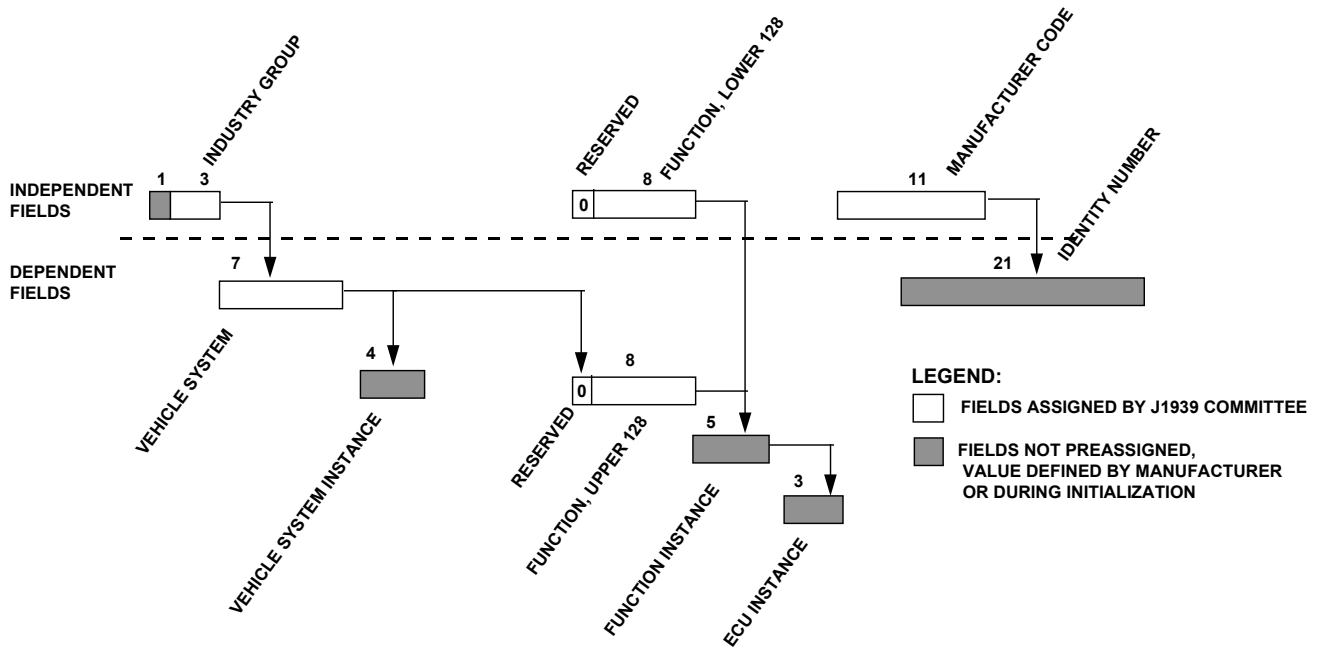 INDUSTRY GROUP
RESERVED
FUNCTION, LOWER 128
MANUFACTURER CODE
IDENTITY NUMBER
INDEPENDENT
FIELDS
1
3
0
8
11
DEPENDENT
FIELDS
7
21
VEHICLE SYSTEM
4
VEHICLE SYSTEM INSTANCE
0
8
RESERVED
FUNCTION, UPPER 128
5
FUNCTION INSTANCE
3
ECU INSTANCE
LEGEND:
FIELDS ASSIGNED BY J1939 COMMITTEE
FIELDS NOT PREASSIGNED,
VALUE DEFINED BY MANUFACTURER
OR DURING INITIALIZATION